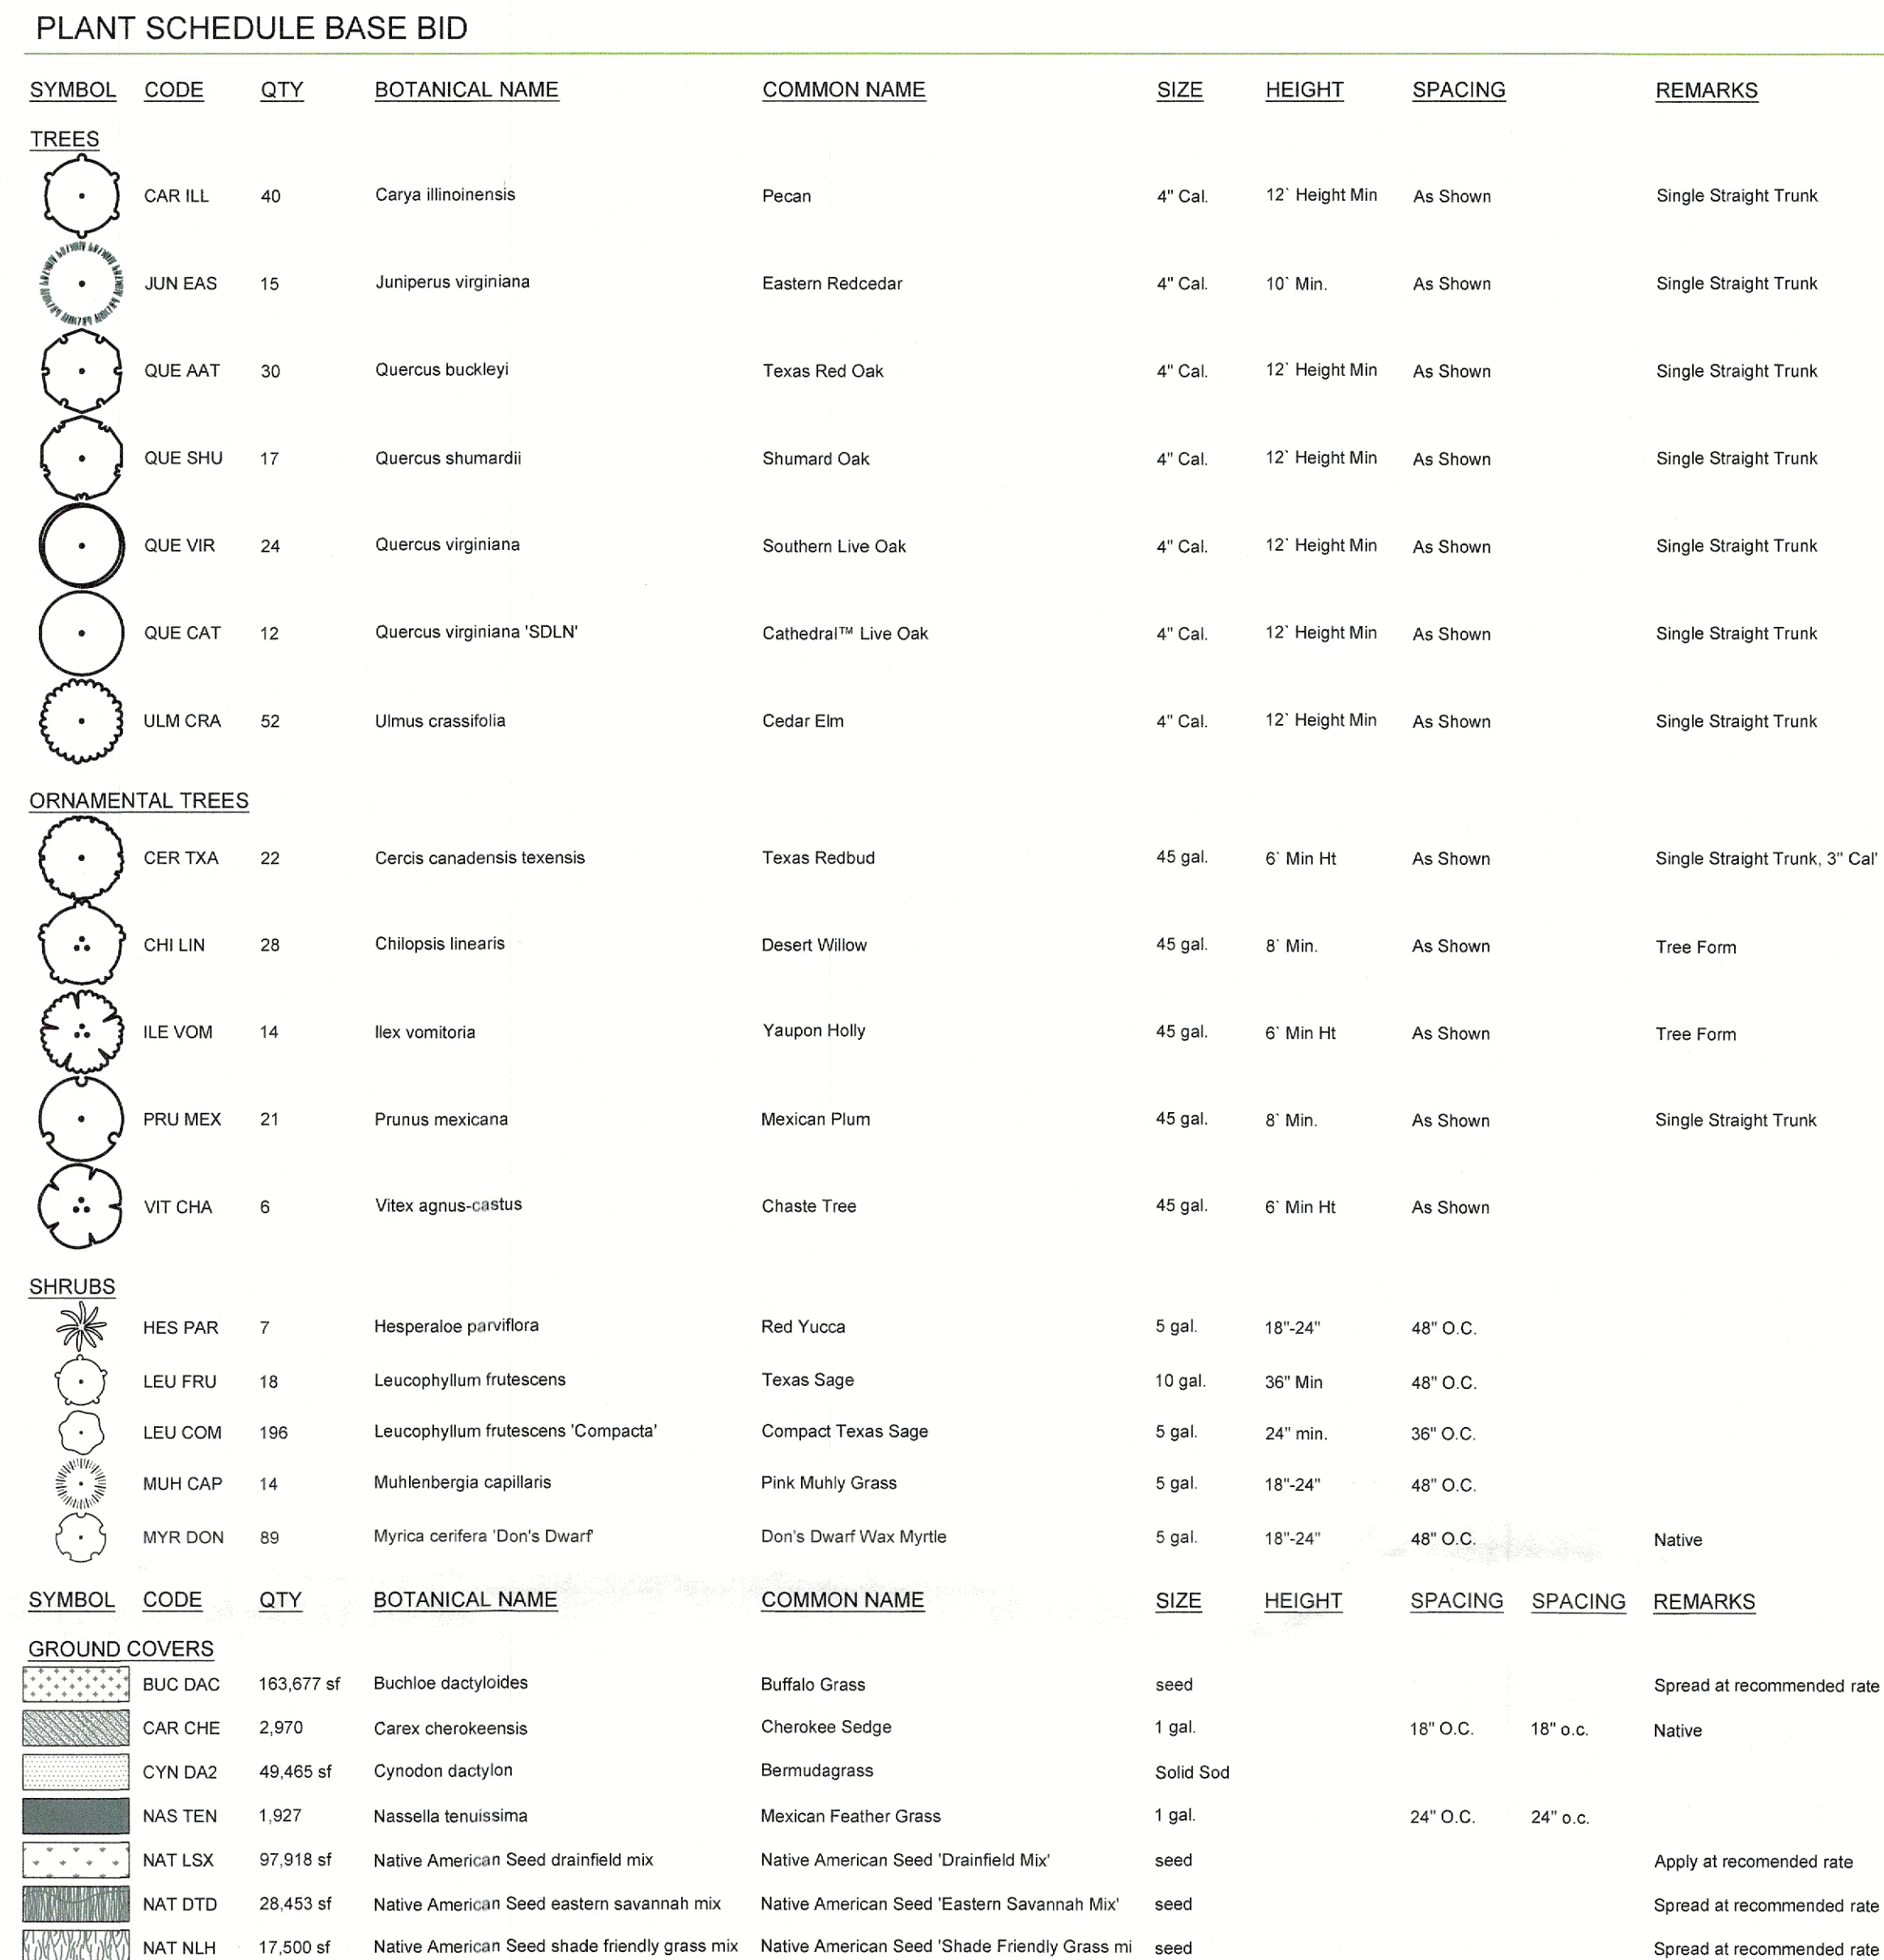 PLANT SCHEDULE BASE BID
SYMBOL CODE QTY BOTANICAL NAME COMMON NAME SIZE HEIGHT SPACING REMARKS
TREES
CAR ILL 40 Carya illinoinensis Pecan 4" Cal. 12` Height Min As Shown Single Straight Trunk
JUN EAS 15 Juniperus virginiana Eastern Redcedar 4" Cal. 10` Min. As Shown Single Straight Trunk
QUE AAT 30 Quercus buckleyi Texas Red Oak 4" Cal. 12` Height Min As Shown Single Straight Trunk
QUE SHU 17 Quercus shumardii Shumard Oak 4" Cal. 12` Height Min As Shown Single Straight Trunk
QUE VIR 24 Quercus virginiana Southern Live Oak 4" Cal. 12` Height Min As Shown Single Straight Trunk
QUE CAT 12 Quercus virginiana 'SDLN' Cathedral™ Live Oak 4" Cal. 12` Height Min As Shown Single Straight Trunk
ULM CRA 52 Ulmus crassifolia Cedar Elm 4" Cal. 12` Height Min As Shown Single Straight Trunk
ORNAMENTAL TREES
CER TXA 22 Cercis canadensis texensis Texas Redbud 45 gal. 6` Min Ht As Shown Single Straight Trunk, 3" Cal'
CHI LIN 28 Chilopsis linearis Desert Willow 45 gal. 8` Min. As Shown Tree Form
ILE VOM 14 Ilex vomitoria Yaupon Holly 45 gal. 6` Min Ht As Shown Tree Form
PRU MEX 21 Prunus mexicana Mexican Plum 45 gal. 8` Min. As Shown Single Straight Trunk
VIT CHA 6 Vitex agnus-castus Chaste Tree 45 gal. 6` Min Ht As Shown
SHRUBS
HES PAR 7 Hesperaloe parviflora Red Yucca 5 gal. 18"-24" 48" O.C.
LEU FRU 18 Leucophyllum frutescens Texas Sage 10 gal. 36" Min 48" O.C.
LEU COM 196 Leucophyllum frutescens 'Compacta' Compact Texas Sage 5 gal. 24" min. 36" O.C.
MUH CAP 14 Muhlenbergia capillaris Pink Muhly Grass 5 gal. 18"-24" 48" O.C.
MYR DON 89 Myrica cerifera 'Don's Dwarf' Don's Dwarf Wax Myrtle 5 gal. 18"-24" 48" O.C. Native
SYMBOL CODE QTY BOTANICAL NAME COMMON NAME SIZE HEIGHT SPACING SPACING REMARKS
GROUND COVERS
BUC DAC 163,677 sf Buchloe dactyloides Buffalo Grass seed Spread at recommended rate
CAR CHE 2,970 Carex cherokeensis Cherokee Sedge 1 gal. 18" O.C. 18" o.c. Native
CYN DA2 49,465 sf Cynodon dactylon Bermudagrass Solid Sod
NAS TEN 1,927 Nassella tenuissima Mexican Feather Grass 1 gal. 24" O.C. 24" o.c.
NAT LSX 97,918 sf Native American Seed drainfield mix Native American Seed 'Drainfield Mix' seed Apply at recomended rate
NAT DTD 28,453 sf Native American Seed eastern savannah mix Native American Seed 'Eastern Savannah Mix' seed Spread at recommended rate
NAT NLH 17,500 sf Native American Seed shade friendly grass mix Native American Seed 'Shade Friendly Grass mi seed Spread at recommended rate